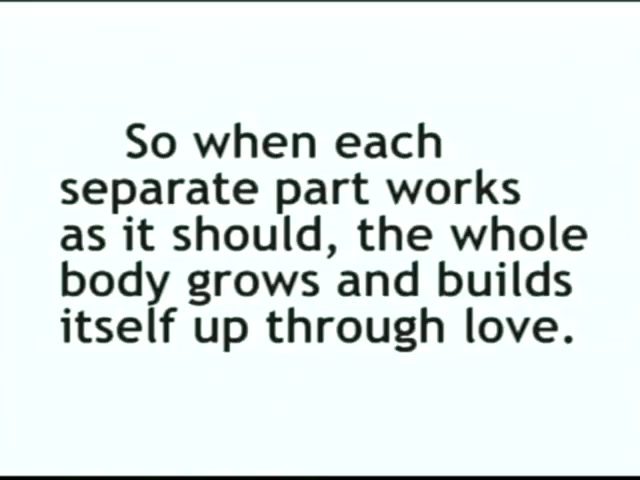 So when each
separate part works
as it should, the whole
body grows and builds
itself up through love.